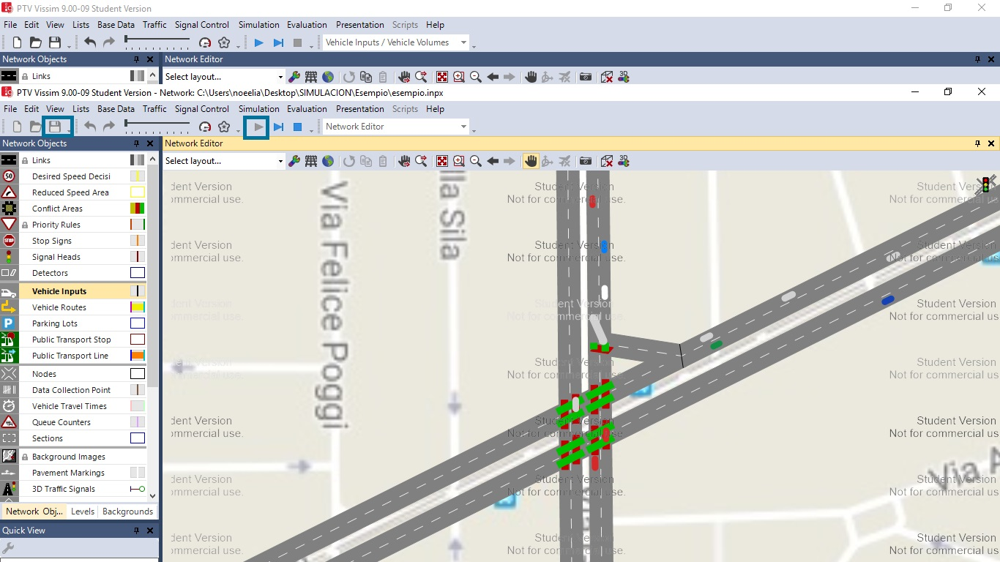 PTV Vissim 9.00-09 Student Version
File Edit View Lists Base Data Traffic Signal Control Simulation Evaluation Presentation Scripts Help
Vehicle Inputs / Vehicle Volumes
Network Objects
Network Editor
Links
Select layout...
3D
PTV Vissim 9.00-09 Student Version - Network: C:\Users\noeelia\Desktop\SIMULACION\Esempio\esempio.inpx
File Edit View Lists Base Data Traffic Signal Control Simulation Evaluation Presentation Scripts Help
Network Editor
Network Objects
Network Editor
Select layout...
3D
Links
50
Desired Speed Decisi
Reduced Speed Area
Conflict Areas
Priority Rules
STOP
Stop Signs
Signal Heads
Detectors
Vehicle Inputs
Vehicle Routes
P
Parking Lots
Public Transport Stop
Public Transport Line
Nodes
Data Collection Point
Vehicle Travel Times
Queue Counters
Sections
Background Images
Pavement Markings
3D Traffic Signals
Network Obj...
Levels
Backgrounds
Quick View
Via Felice Poggi
Sila
Via
dent Version
ommercial use.
Student Version
Not for commercial use.
Student Version
Not for commercial us
dent Version
ommercial use.
Student Version
Not for commercial use.
Student Version
Not for commercial us
dent Version
ommercial use.
Student Version
Not for commercial use.
Student Version
Not for commercial us
dent Version
ommercial use.
Student Version
Not for commercial use.
Student Version
Not for commercial us
dent Version
ommercial use.
Student Version
Not for commercial use.
Student Version
Not for commercial us
dent Version
ommercial use.
Student Version
Not for commercial use.
Student Version
Not for commercial us
dent Version
ommercial use.
Student Version
Not for commercial use.
Student Version
Not for commercial us